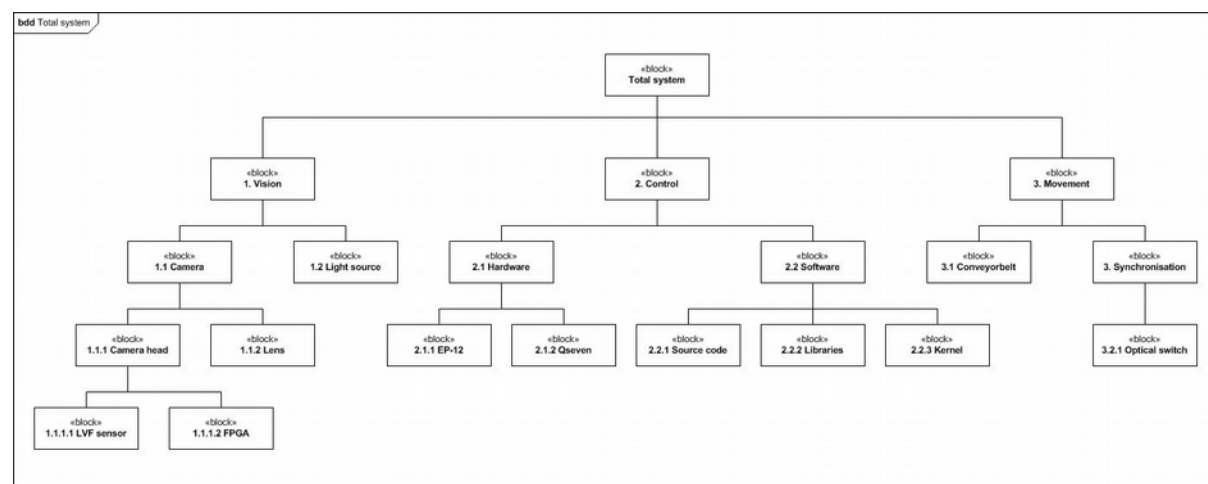 bdd Total system
«block»
Total system
«block»
1. Vision
«block»
2. Control
«block»
3. Movement
«block»
1.1 Camera
«block»
1.2 Light source
«block»
2.1 Hardware
«block»
2.2 Software
«block»
3.1 Conveyorbelt
«block»
3. Synchronisation
«block»
1.1.1 Camera head
«block»
1.1.2 Lens
«block»
2.1.1 EP-12
«block»
2.1.2 Qseven
«block»
2.2.1 Source code
«block»
2.2.2 Libraries
«block»
2.2.3 Kernel
«block»
3.2.1 Optical switch
«block»
1.1.1.1 LVF sensor
«block»
1.1.1.2 FPGA